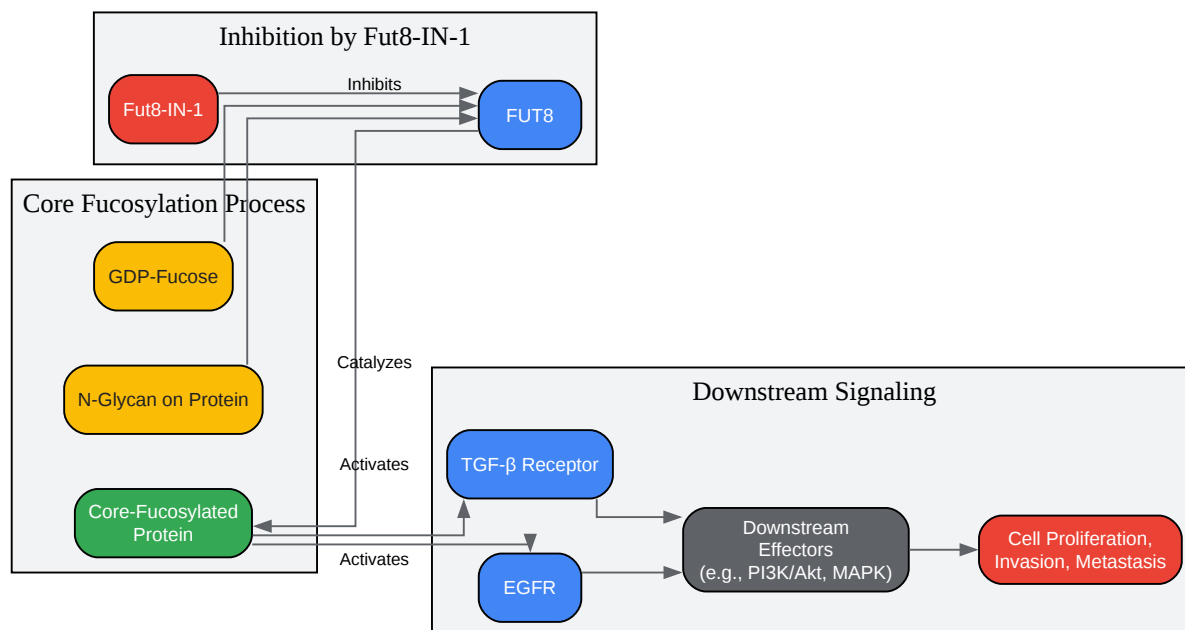 Inhibition by Fut8-IN-1
Fut8-IN-1
Inhibits
FUT8
Core Fucosylation Process
GDP-Fucose
N-Glycan on Protein
Core-Fucosylated
Protein
Catalyzes
Activates
Activates
Downstream Signaling
TGF-β Receptor
EGFR
Downstream
Effectors
(e.g., PI3K/Akt, MAPK)
Cell Proliferation,
Invasion, Metastasis